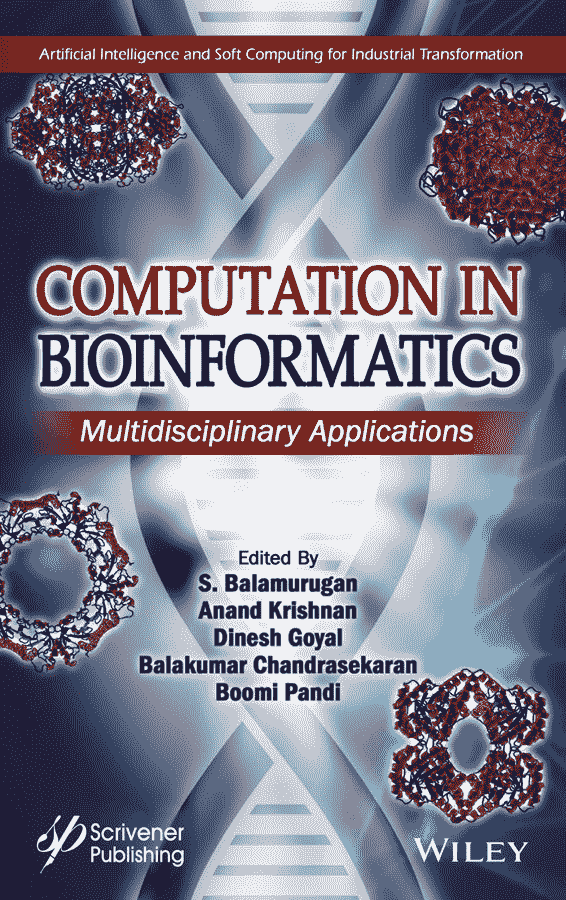 Artificial Intelligence and Soft Computing for Industrial Transformation
COMPUTATION IN
BIOINFORMATICS
Multidisciplinary Applications
Edited By
S. Balamurugan
Anand Krishnan
Dinesh Goyal
Balakumar Chandrasekaran
Boomi Pandi
Scrivener
Publishing
WILEY